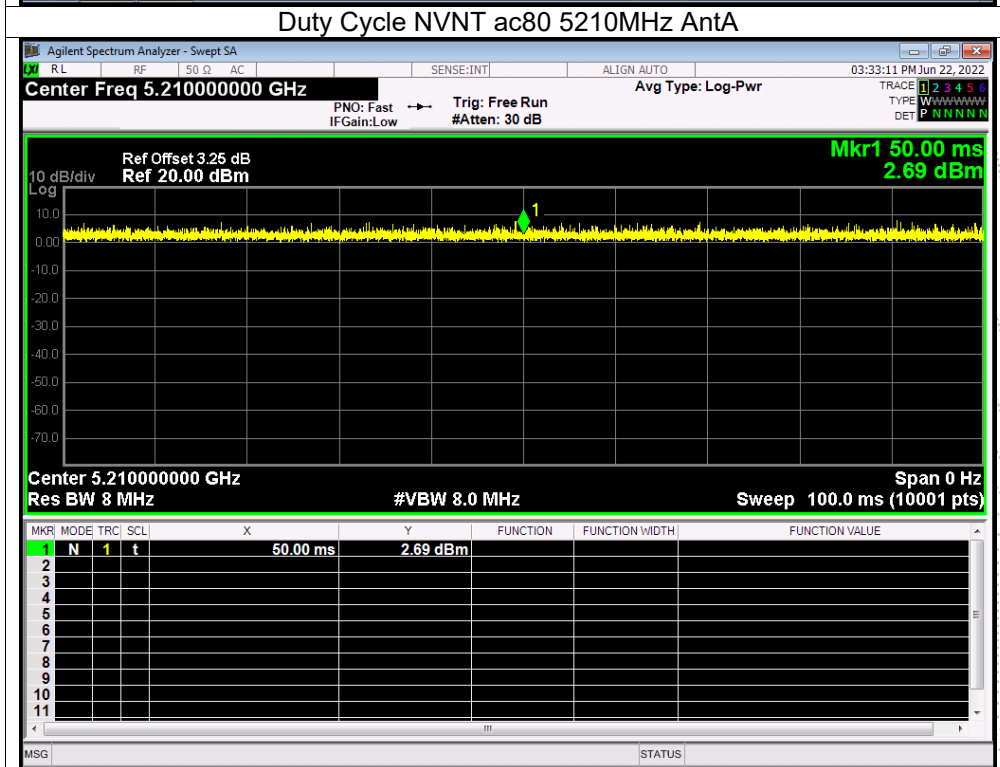 Duty Cycle NVNT ac80 5210MHz AntA
Agilent Spectrum Analyzer - Swept SA
LXI RL RF 50 Ω AC SENSE:INT ALIGN AUTO 03:33:11 PM Jun 22, 2022
Center Freq 5.210000000 GHz
PNO: Fast
IFGain:Low
Trig: Free Run
#Atten: 30 dB
Avg Type: Log-Pwr
TRACE 1 2 3 4 5 6
TYPE WWWWWW
DET P N N N N N
Mkr1 50.00 ms
2.69 dBm
Ref Offset 3.25 dB
10 dB/div Ref 20.00 dBm
Log
10.0
1
0.00
-10.0
-20.0
-30.0
-40.0
-50.0
-60.0
-70.0
Center 5.210000000 GHz Span 0 Hz
Res BW 8 MHz #VBW 8.0 MHz Sweep 100.0 ms (10001 pts)
MKR MODE TRC SCL X Y FUNCTION FUNCTION WIDTH FUNCTION VALUE
1 N 1 t 50.00 ms 2.69 dBm
2
3
4
5
6
7
8
9
10
11
MSG STATUS